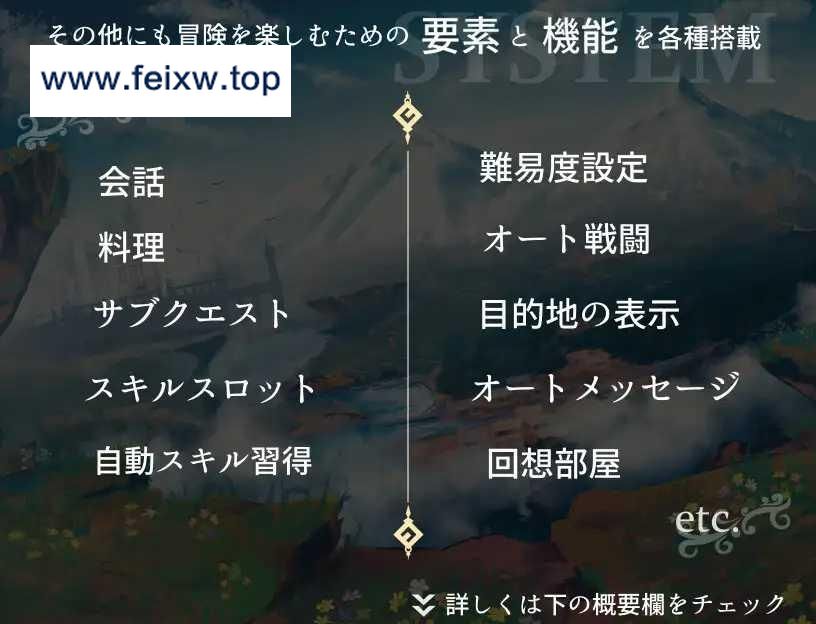 SYSTEM
その他にも冒険を楽しむための 要素 と 機能 を各種搭載
www.feixw.top
会話
料理
サブクエスト
スキルスロット
自動スキル習得
難易度設定
オート戦闘
目的地の表示
オートメッセージ
回想部屋
etc.
詳しくは下の概要欄をチェック